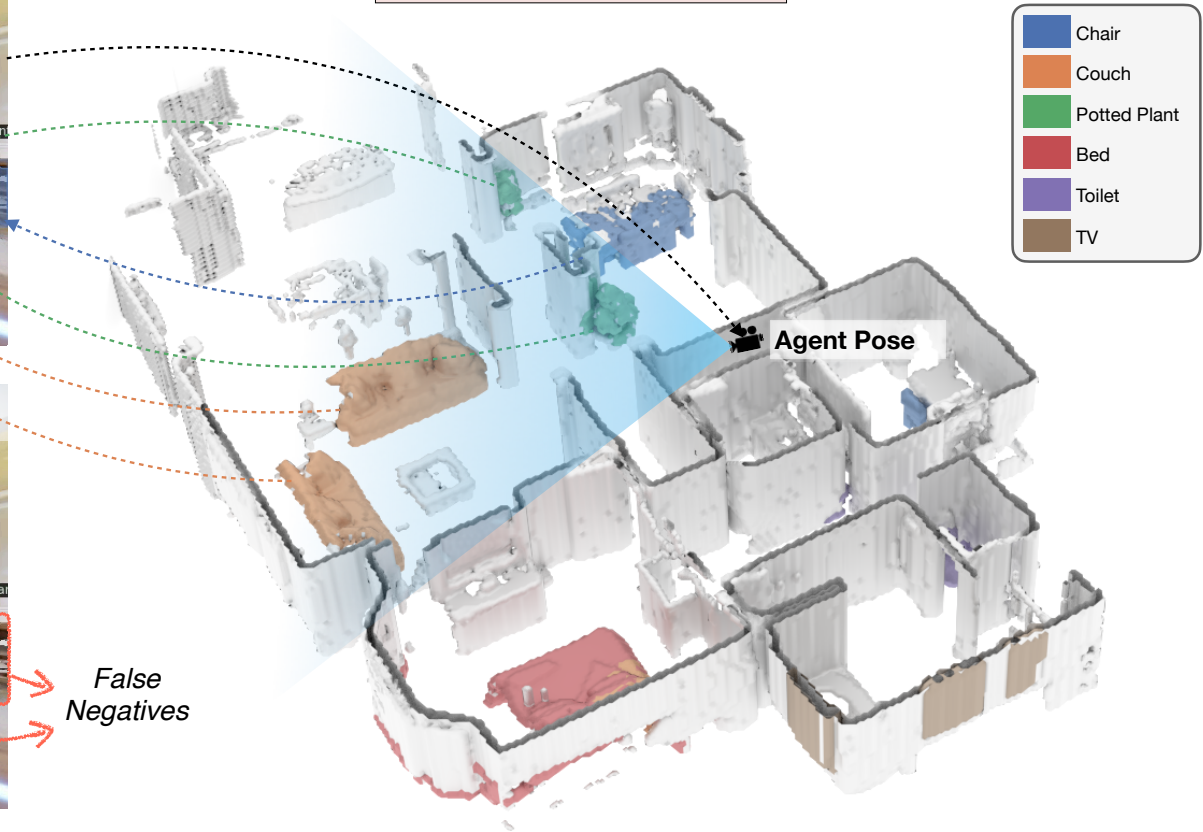 Chair
Couch
Potted Plant
Bed
Toilet
TV
Agent Pose
False
Negatives